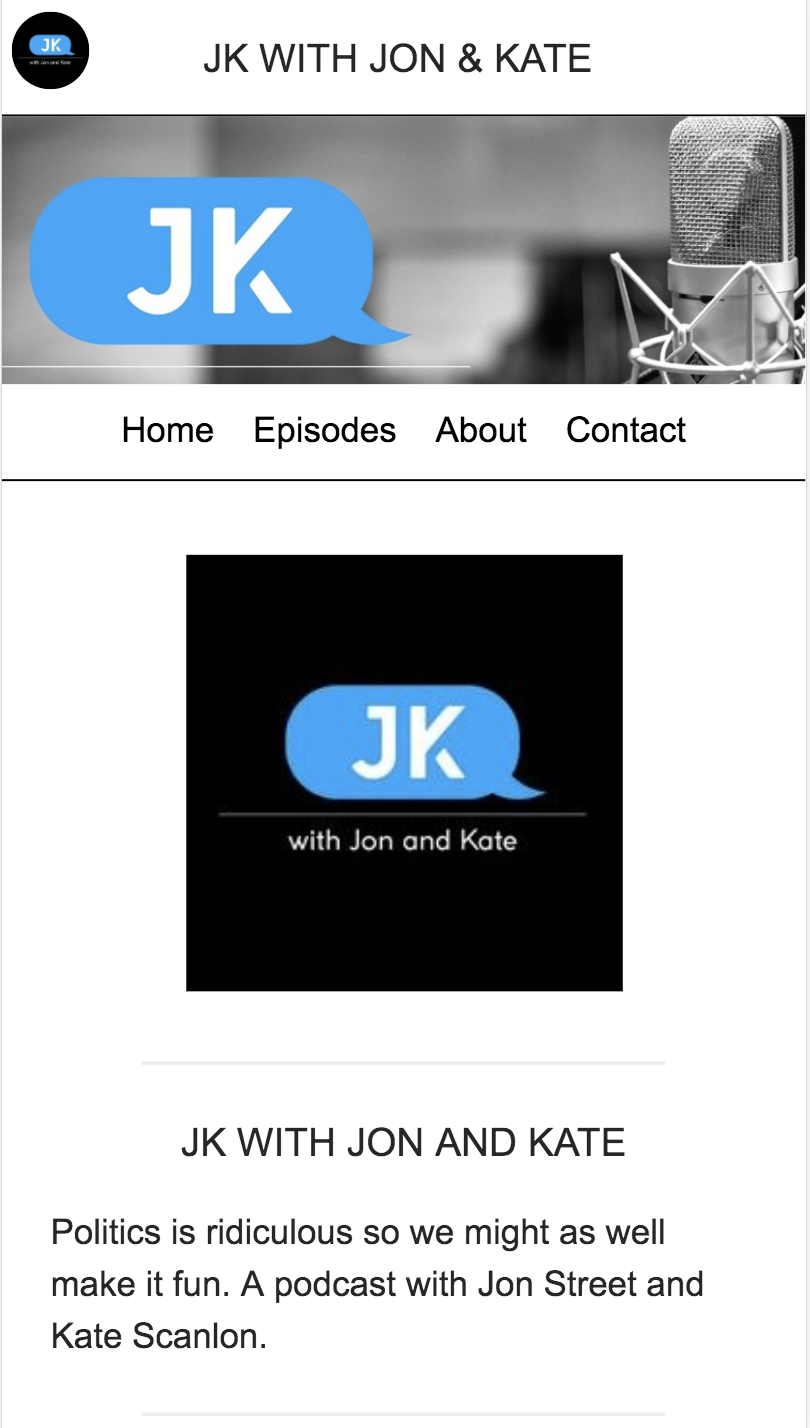 JK
with Jon and Kate
JK WITH JON & KATE
JK
Home Episodes About Contact
JK
with Jon and Kate
JK WITH JON AND KATE
Politics is ridiculous so we might as well
make it fun. A podcast with Jon Street and
Kate Scanlon.